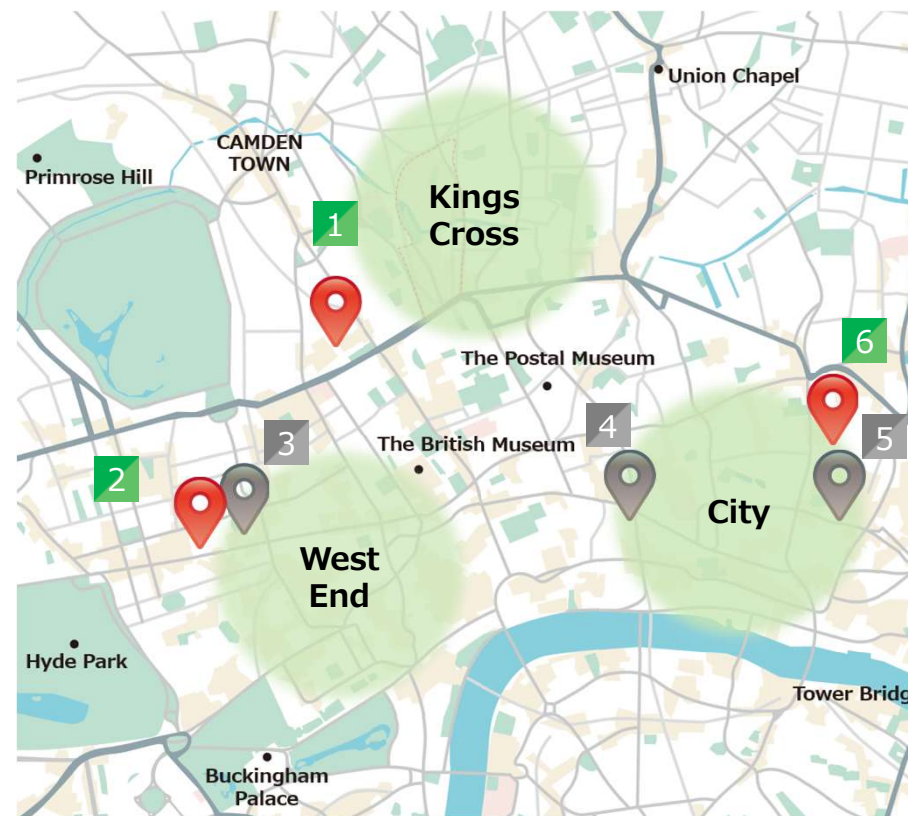 Union Chapel
CAMDEN
TOWN
Primrose Hill
Kings
Cross
1
The Postal Museum
6
The British Museum
4
3
5
2
City
West
End
Hyde Park
Tower Bridg
Buckingham
Palace